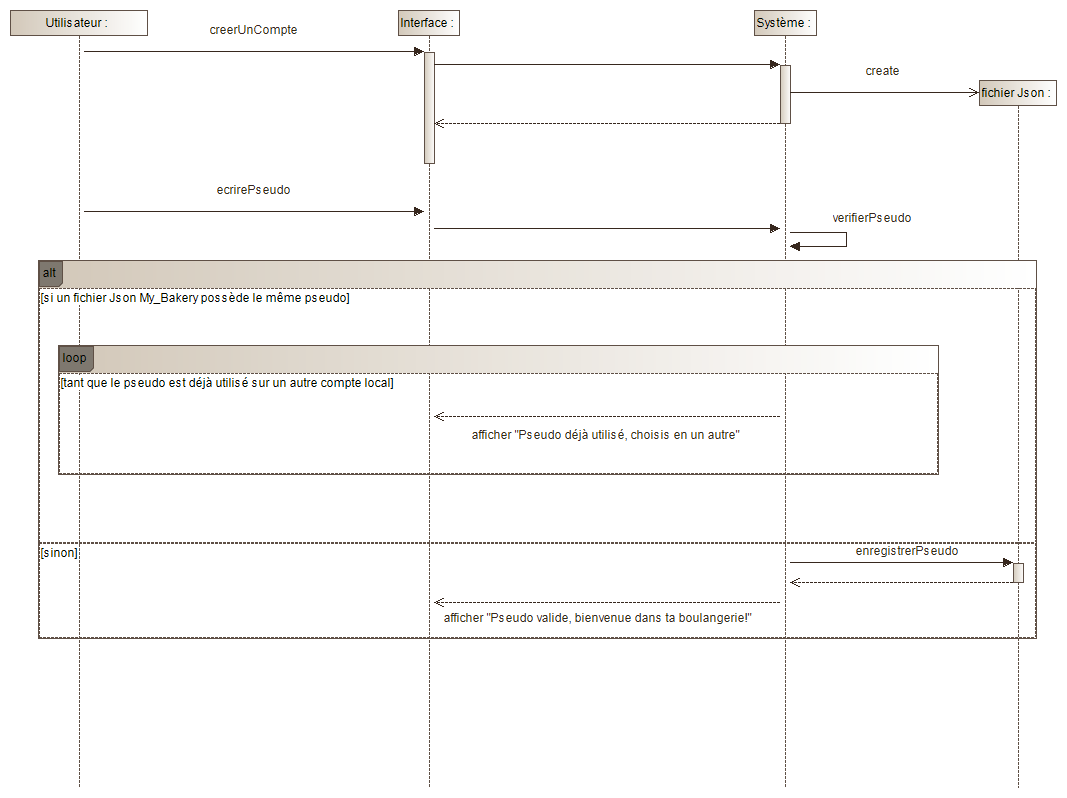 Utilisateur :
Interface :
Système :
creerUnCompte
create
fichier Json :
ecrirePseudo
verifierPseudo
alt
[si un fichier Json My_Bakery possède le même pseudo]
loop
[tant que le pseudo est déjà utilisé sur un autre compte local]
afficher "Pseudo déjà utilisé, choisis en un autre"
[sinon]
enregistrerPseudo
afficher "Pseudo valide, bienvenue dans ta boulangerie!"